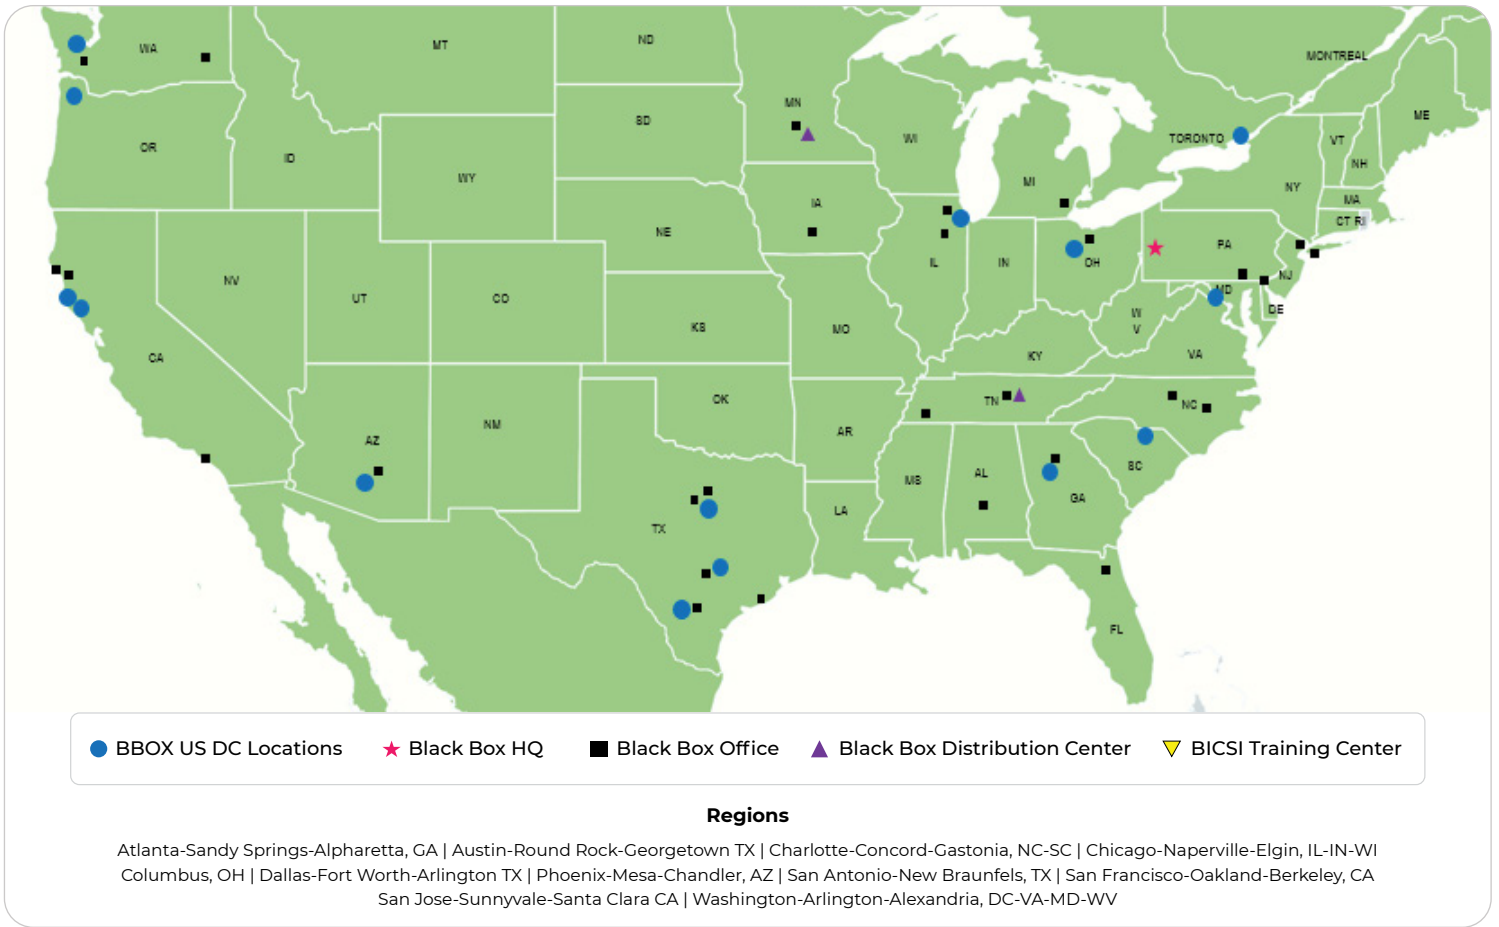 WA
MT
ND
MONTREAL
MN
SD
ME
OR
ID
WI
TORONTO
VT
NH
WY
MI
NY
IA
MA
CT RI
NE
PA
NV
IL
IN
OH
NJ
UT
CO
MD
DE
W
V
KS
MO
CA
KY
VA
OK
TN
NC
NM
AZ
AR
SC
MS
AL
GA
LA
TX
FL
BBOX US DC Locations
Black Box HQ
Black Box Office
Black Box Distribution Center
BICSI Training Center
Regions
Atlanta-Sandy Springs-Alpharetta, GA | Austin-Round Rock-Georgetown TX | Charlotte-Concord-Gastonia, NC-SC | Chicago-Naperville-Elgin, IL-IN-WI
Columbus, OH | Dallas-Fort Worth-Arlington TX | Phoenix-Mesa-Chandler, AZ | San Antonio-New Braunfels, TX | San Francisco-Oakland-Berkeley, CA
San Jose-Sunnyvale-Santa Clara CA | Washington-Arlington-Alexandria, DC-VA-MD-WV